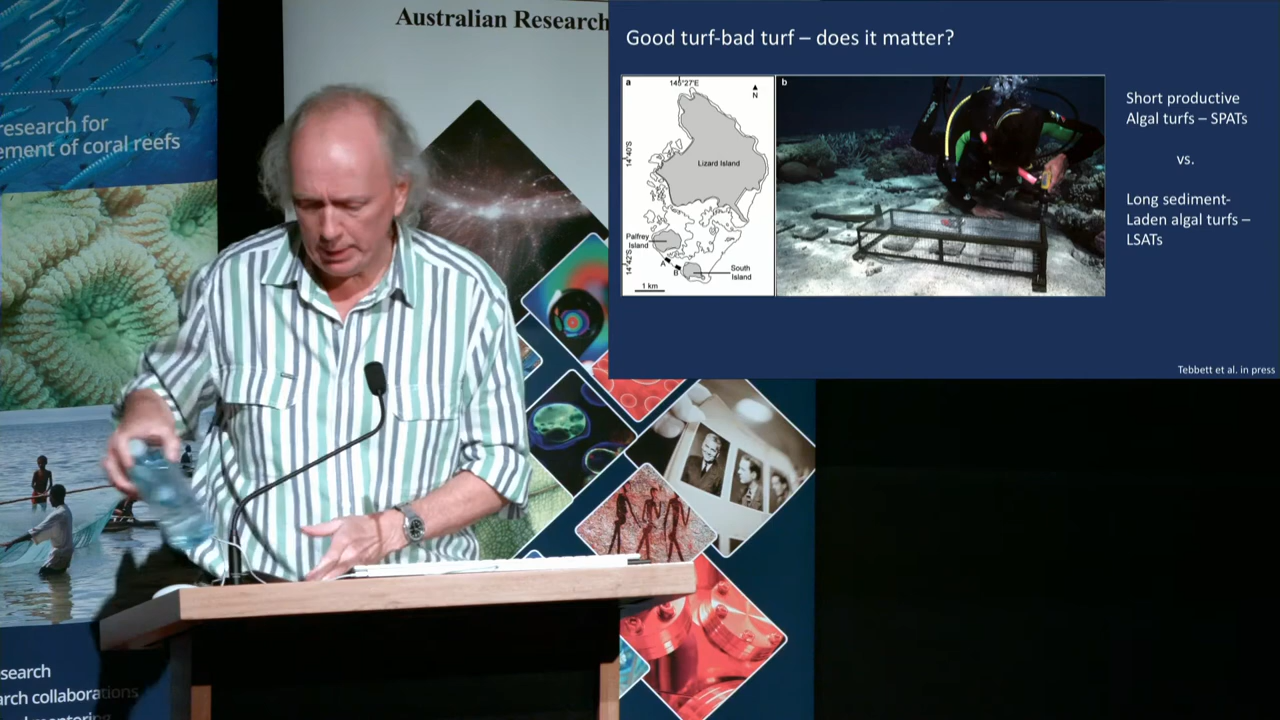 Australian Research
research for
ement of coral reefs
esearch
arch collaborations
Good turf-bad turf – does it matter?
a
145°27'E
N
14°40'S
Lizard Island
Palfrey
Island
14°42'S
A
B
South
Island
1 km
b
Short productive
Algal turfs – SPATs
vs.
Long sediment-
Laden algal turfs –
LSATs
Tebbett et al. in press